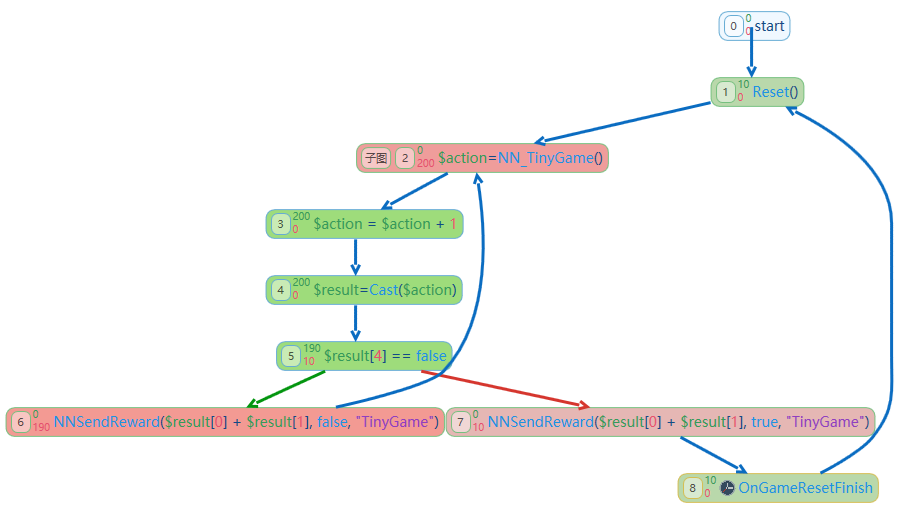 0 0 0 start
1 10 0 Reset()
子图 2 0 200 $action=NN_TinyGame()
3 200 0 $action = $action + 1
4 200 0 $result=Cast($action)
5 190 10 $result[4] == false
6 0 190 NNSendReward($result[0] + $result[1], false, "TinyGame")
7 0 10 NNSendReward($result[0] + $result[1], true, "TinyGame")
8 10 0 OnGameResetFinish